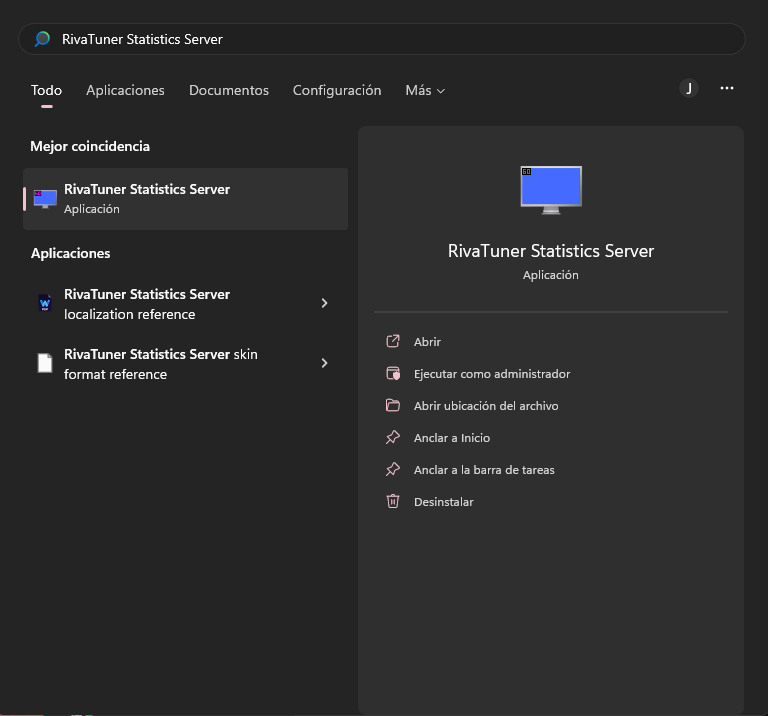 RivaTuner Statistics Server
Todo Aplicaciones Documentos Configuración Más
J
Mejor coincidencia
RivaTuner Statistics Server
Aplicación
Aplicaciones
RivaTuner Statistics Server
localization reference
RivaTuner Statistics Server skin
format reference
60
RivaTuner Statistics Server
Aplicación
Abrir
Ejecutar como administrador
Abrir ubicación del archivo
Anclar a Inicio
Anclar a la barra de tareas
Desinstalar